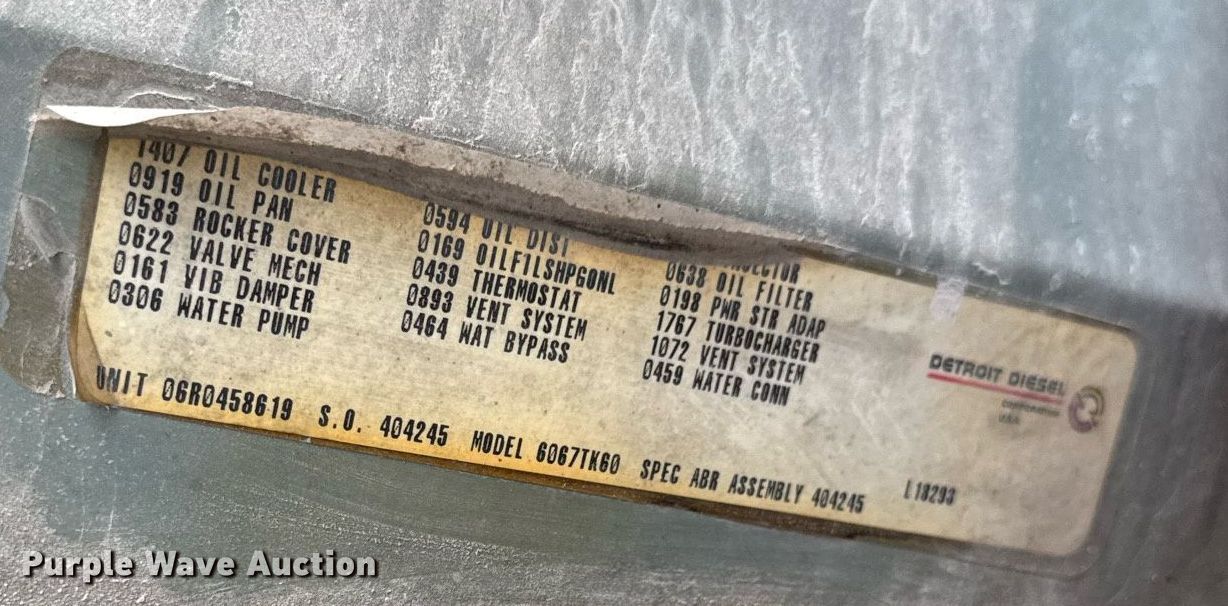 1407 OIL COOLER
0919 OIL PAN
0583 ROCKER COVER
0622 VALVE MECH
0161 VIB DAMPER
0306 WATER PUMP
0594 OIL DIST
0169 OILFILSHPGONL
0439 THERMOSTAT
0893 VENT SYSTEM
0464 WAT BYPASS
0638 OIL FILTER
0198 PWR STR ADAP
1767 TURBOCHARGER
1072 VENT SYSTEM
0459 WATER CONN
DETROIT DIESEL
CORPORATION
USA
UNIT 06R0458619 S.O. 404245 MODEL 6067TK60 SPEC ABR ASSEMBLY 404245 L18293
Purple Wave Auction